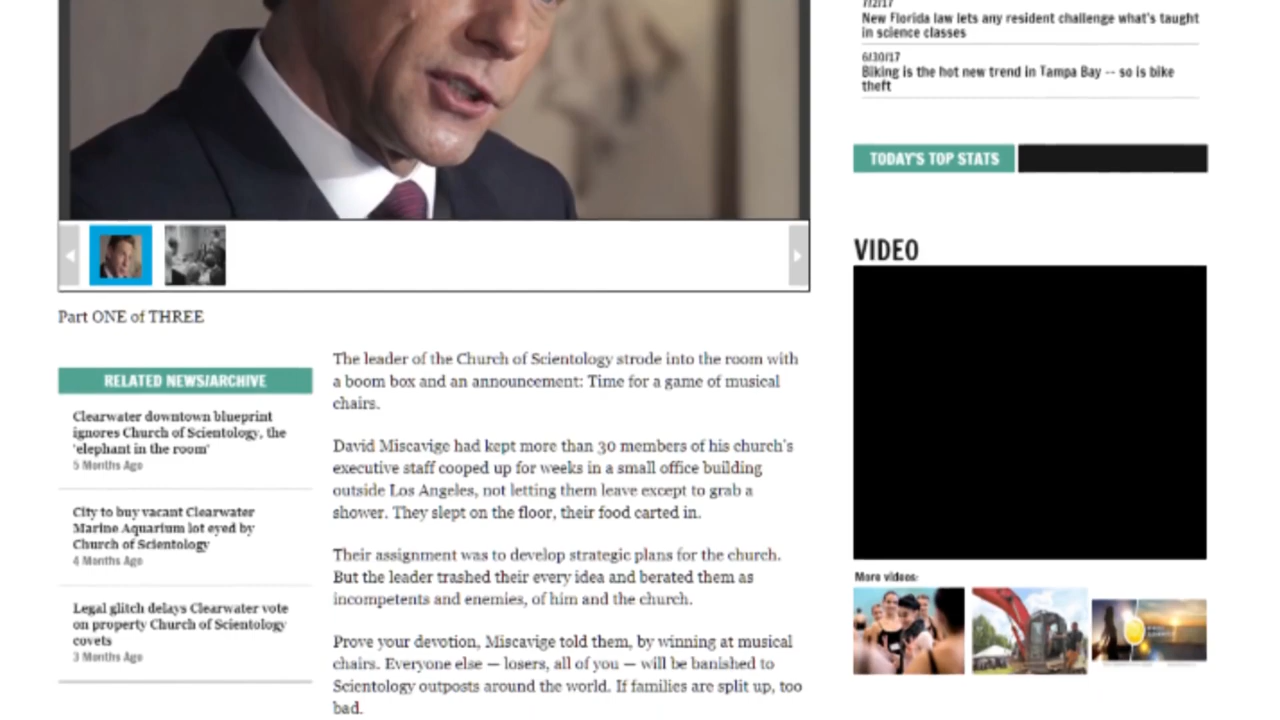 7/2/17
New Florida law lets any resident challenge what's taught
in science classes
6/30/17
Biking is the hot new trend in Tampa Bay -- so is bike
theft
TODAY'S TOP STATS
VIDEO
Part ONE of THREE
RELATED NEWS/ARCHIVE
Clearwater downtown blueprint
ignores Church of Scientology, the
'elephant in the room'
5 Months Ago
City to buy vacant Clearwater
Marine Aquarium lot eyed by
Church of Scientology
4 Months Ago
Legal glitch delays Clearwater vote
on property Church of Scientology
covets
3 Months Ago
The leader of the Church of Scientology strode into the room with
a boom box and an announcement: Time for a game of musical
chairs.
David Miscavige had kept more than 30 members of his church's
executive staff cooped up for weeks in a small office building
outside Los Angeles, not letting them leave except to grab a
shower. They slept on the floor, their food carted in.
Their assignment was to develop strategic plans for the church.
But the leader trashed their every idea and berated them as
incompetents and enemies, of him and the church.
Prove your devotion, Miscavige told them, by winning at musical
chairs. Everyone else — losers, all of you — will be banished to
Scientology outposts around the world. If families are split up, too
bad.
More videos: